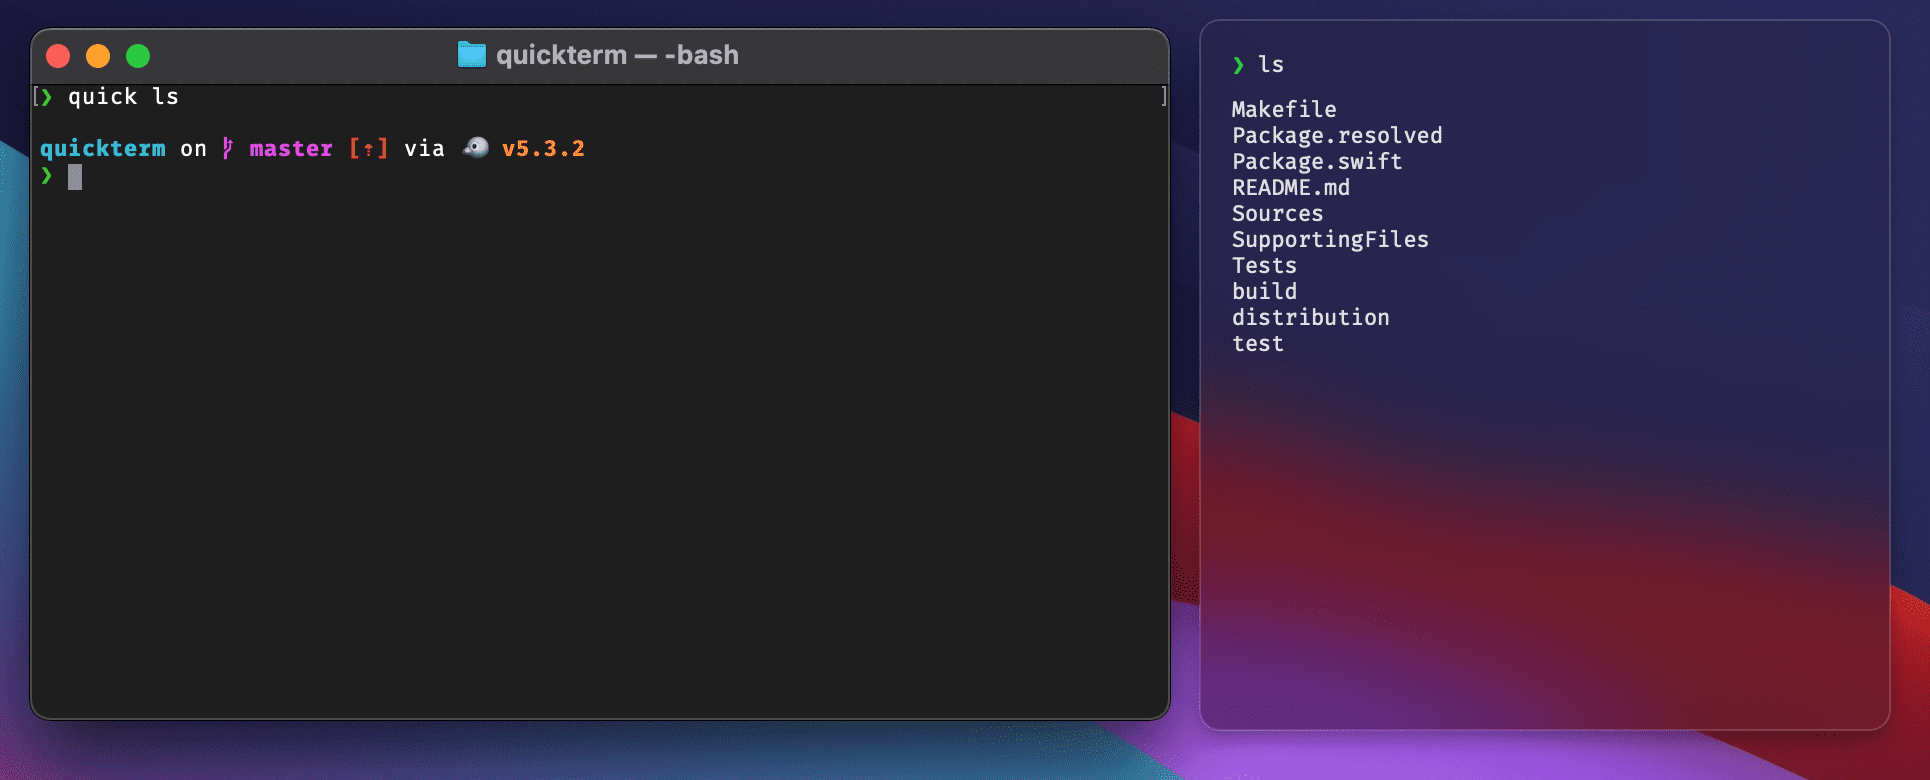 quickterm — -bash
[❯ quick ls ]
quickterm on master [⇡] via v5.3.2
❯
❯ ls
Makefile
Package.resolved
Package.swift
README.md
Sources
SupportingFiles
Tests
build
distribution
test